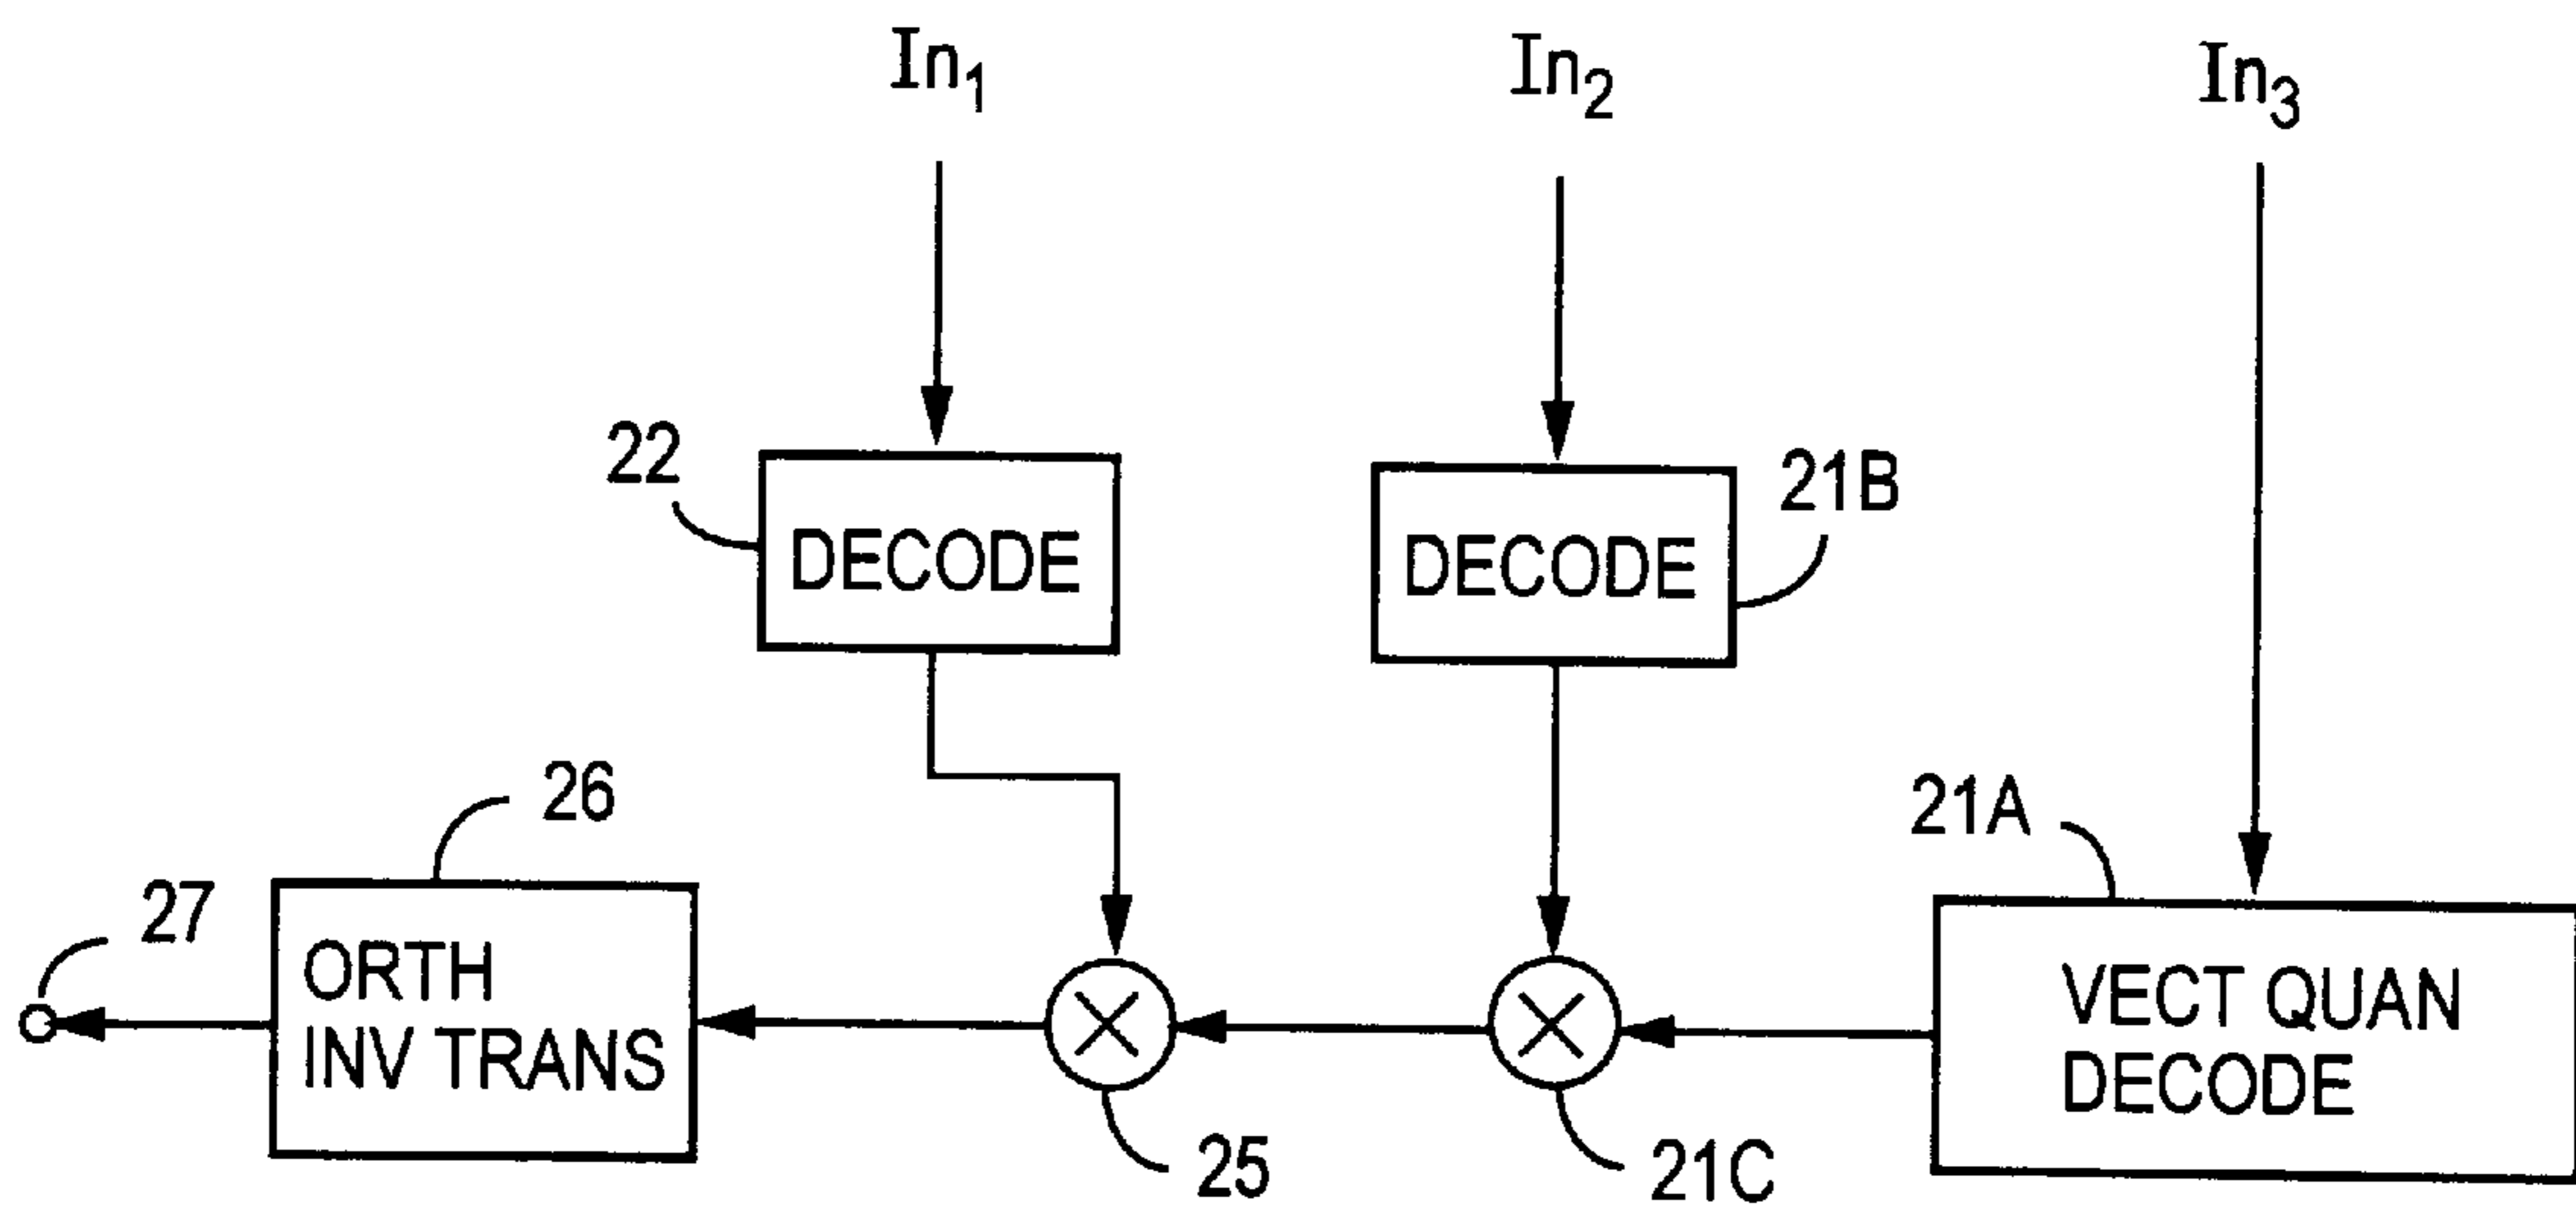 In₁
In₂
In₃
22
DECODE
21B
DECODE
21A
VECT QUAN
DECODE
26
ORTH
INV TRANS
27
25
21C